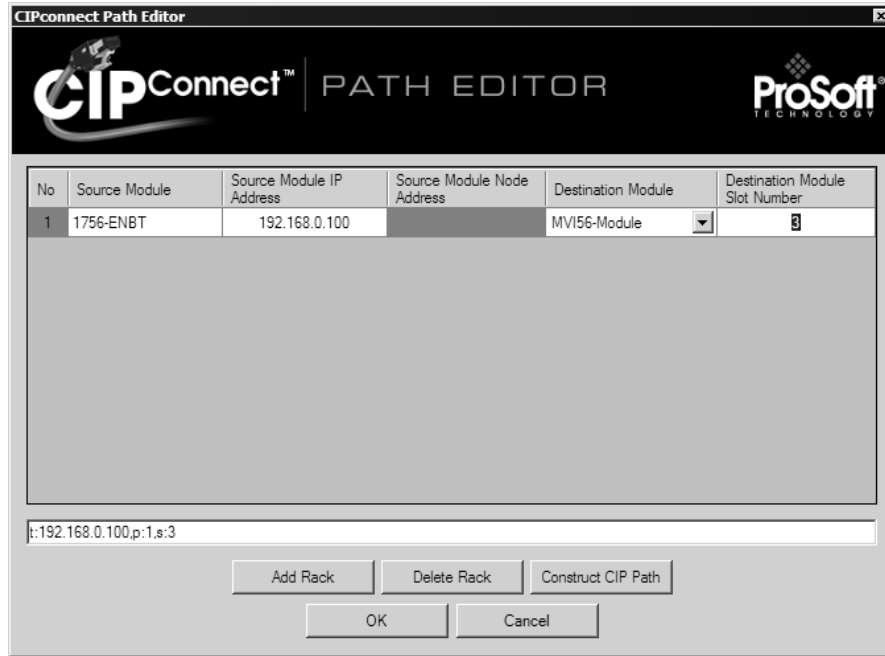 CIPconnect Path Editor
CIPConnect™ PATH EDITOR
ProSoft®
TECHNOLOGY
No Source Module Source Module IP Address Source Module Node Address Destination Module Destination Module Slot Number
1 1756-ENBT 192.168.0.100 MVI56-Module 3
t:192.168.0.100,p:1,s:3
Add Rack Delete Rack Construct CIP Path
OK Cancel